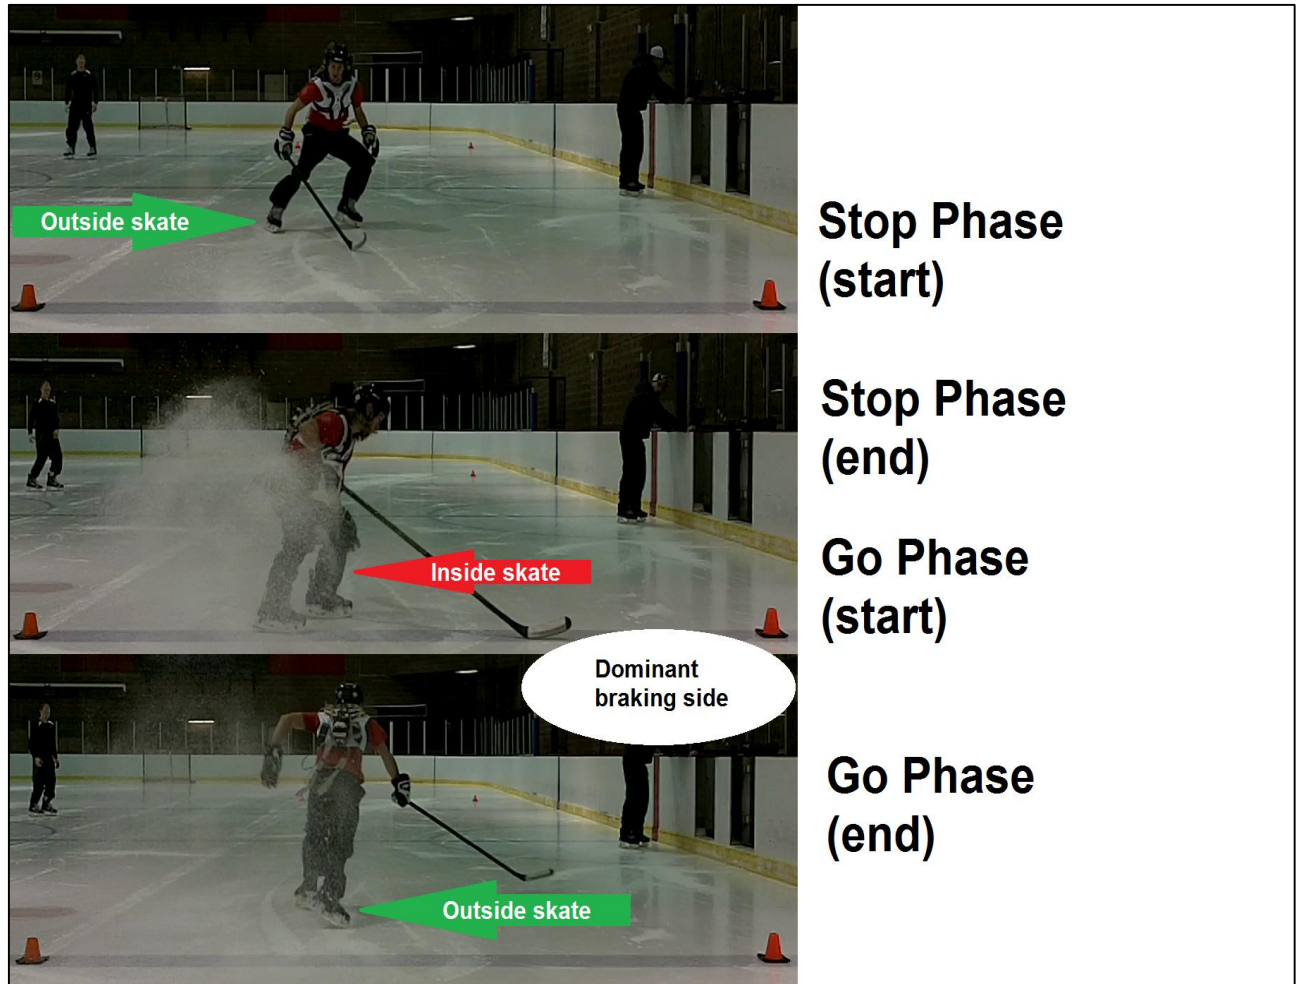 Outside skate
Stop Phase
(start)
Stop Phase
(end)
Inside skate
Go Phase
(start)
Dominant
braking side
Go Phase
(end)
Outside skate